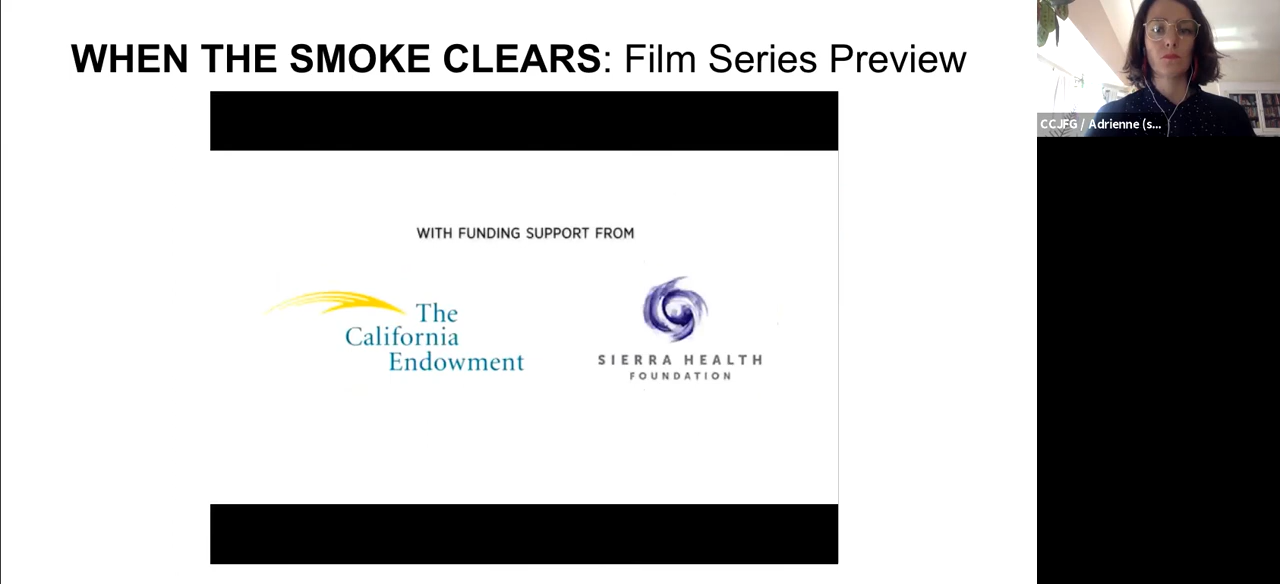 WHEN THE SMOKE CLEARS: Film Series Preview
WITH FUNDING SUPPORT FROM
The
California
Endowment
SIERRA HEALTH
FOUNDATION
CCJFG / Adrienne (s...